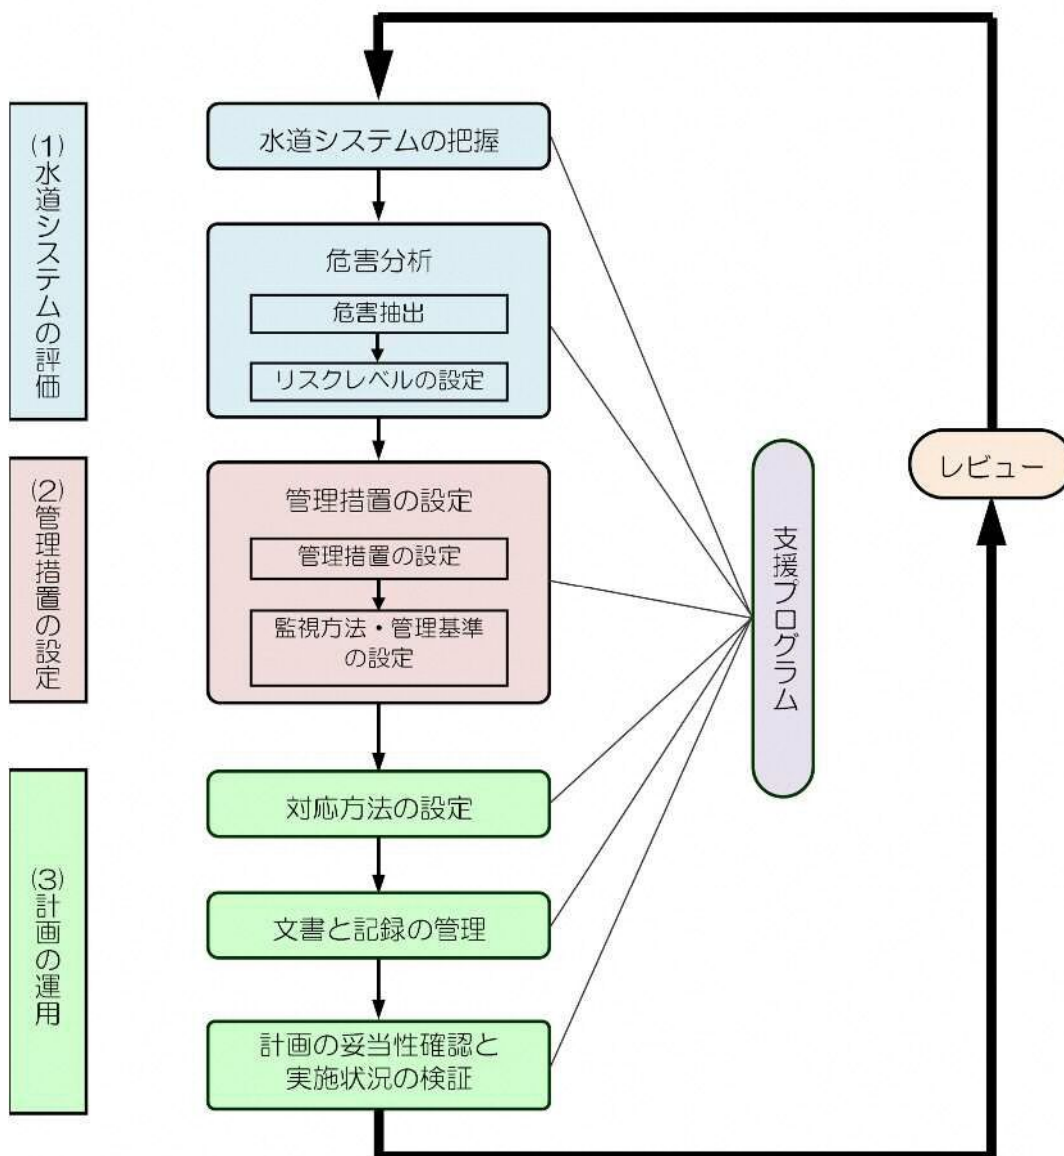 (1)水道システムの評価
水道システムの把握
危害分析
危害抽出
リスクレベルの設定
(2)管理措置の設定
管理措置の設定
管理措置の設定
監視方法・管理基準
の設定
(3)計画の運用
対応方法の設定
文書と記録の管理
計画の妥当性確認と
実施状況の検証
支援プログラム
レビュー